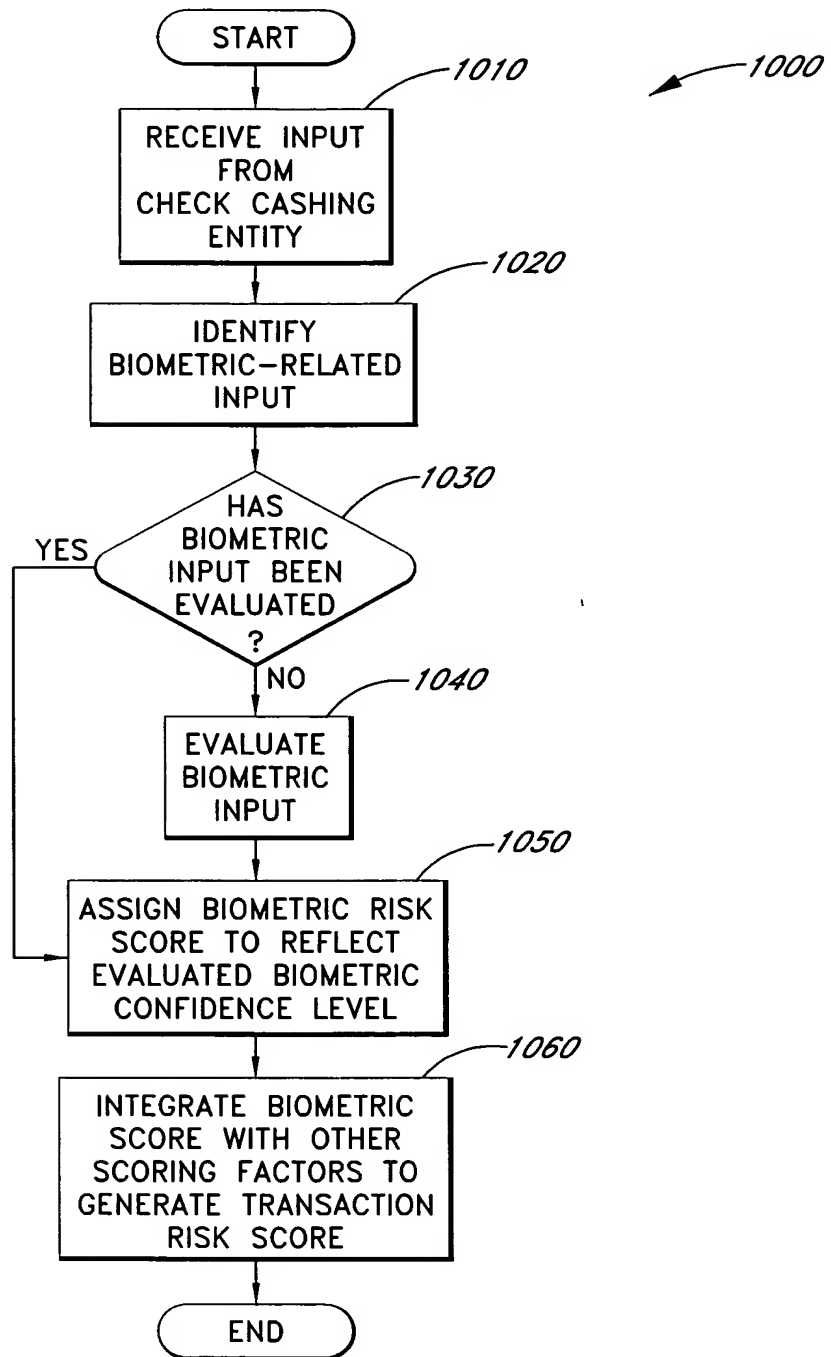 START
1010
1000
RECEIVE INPUT
FROM
CHECK CASHING
ENTITY
1020
IDENTIFY
BIOMETRIC-RELATED
INPUT
1030
HAS
BIOMETRIC
INPUT BEEN
EVALUATED
?
YES
NO
1040
EVALUATE
BIOMETRIC
INPUT
1050
ASSIGN BIOMETRIC RISK
SCORE TO REFLECT
EVALUATED BIOMETRIC
CONFIDENCE LEVEL
1060
INTEGRATE BIOMETRIC
SCORE WITH OTHER
SCORING FACTORS TO
GENERATE TRANSACTION
RISK SCORE
END